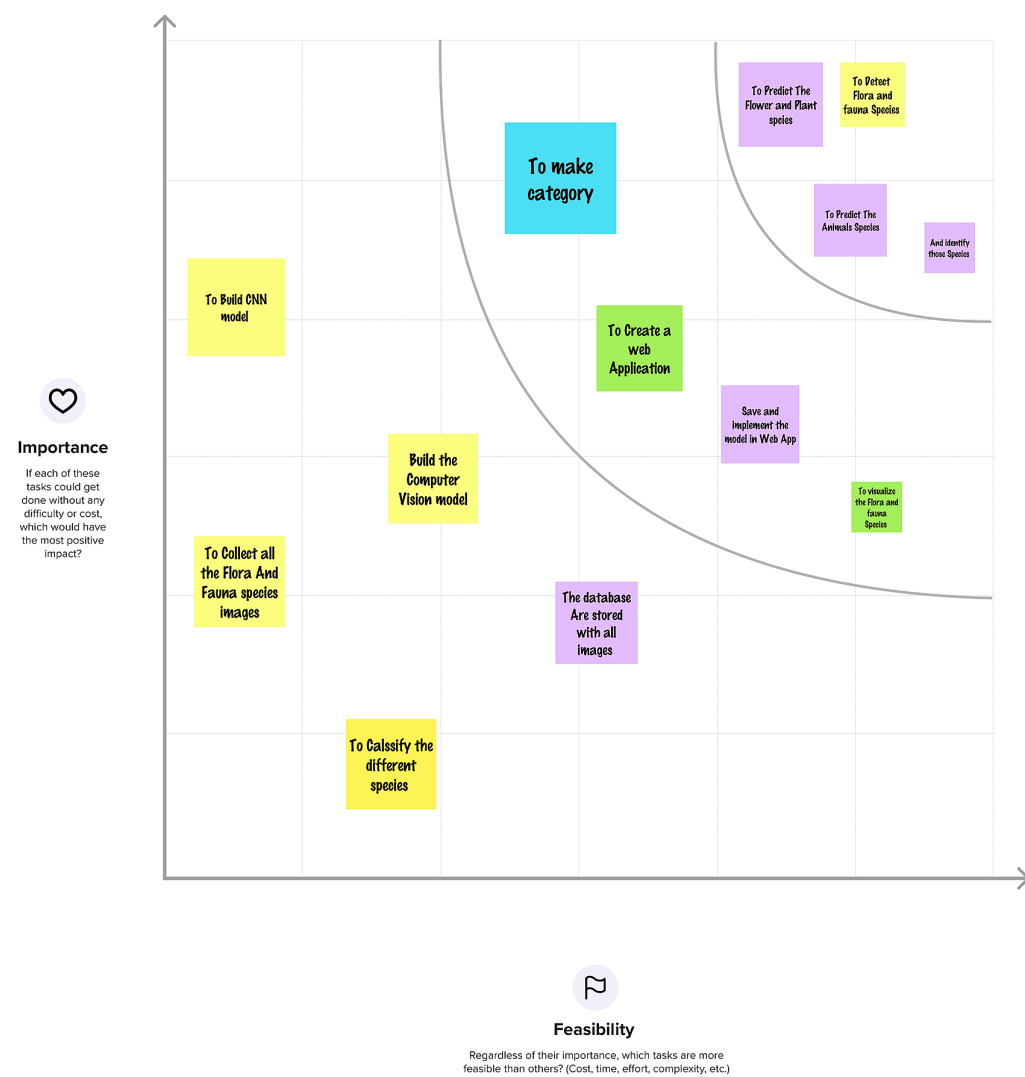 To Predict The
Flower and Plant
spcies
To Detect
Flora and
fauna Species
To make
category
To Predict The
Animals Species
And identify
those Species
To Build CNN
model
To Create a
web
Application
Save and
implement the
model in Web App
Importance
If each of these
tasks could get
done without any
difficulty or cost,
which would have
the most positive
impact?
Build the
Computer
Vision model
To visualize
the Flora and
fauna
Species
To Collect all
the Flora And
Fauna species
images
The database
Are stored
with all
images
To Calssify the
different
species
Feasibility
Regardless of their importance, which tasks are more
feasible than others? (Cost, time, effort, complexity, etc.)